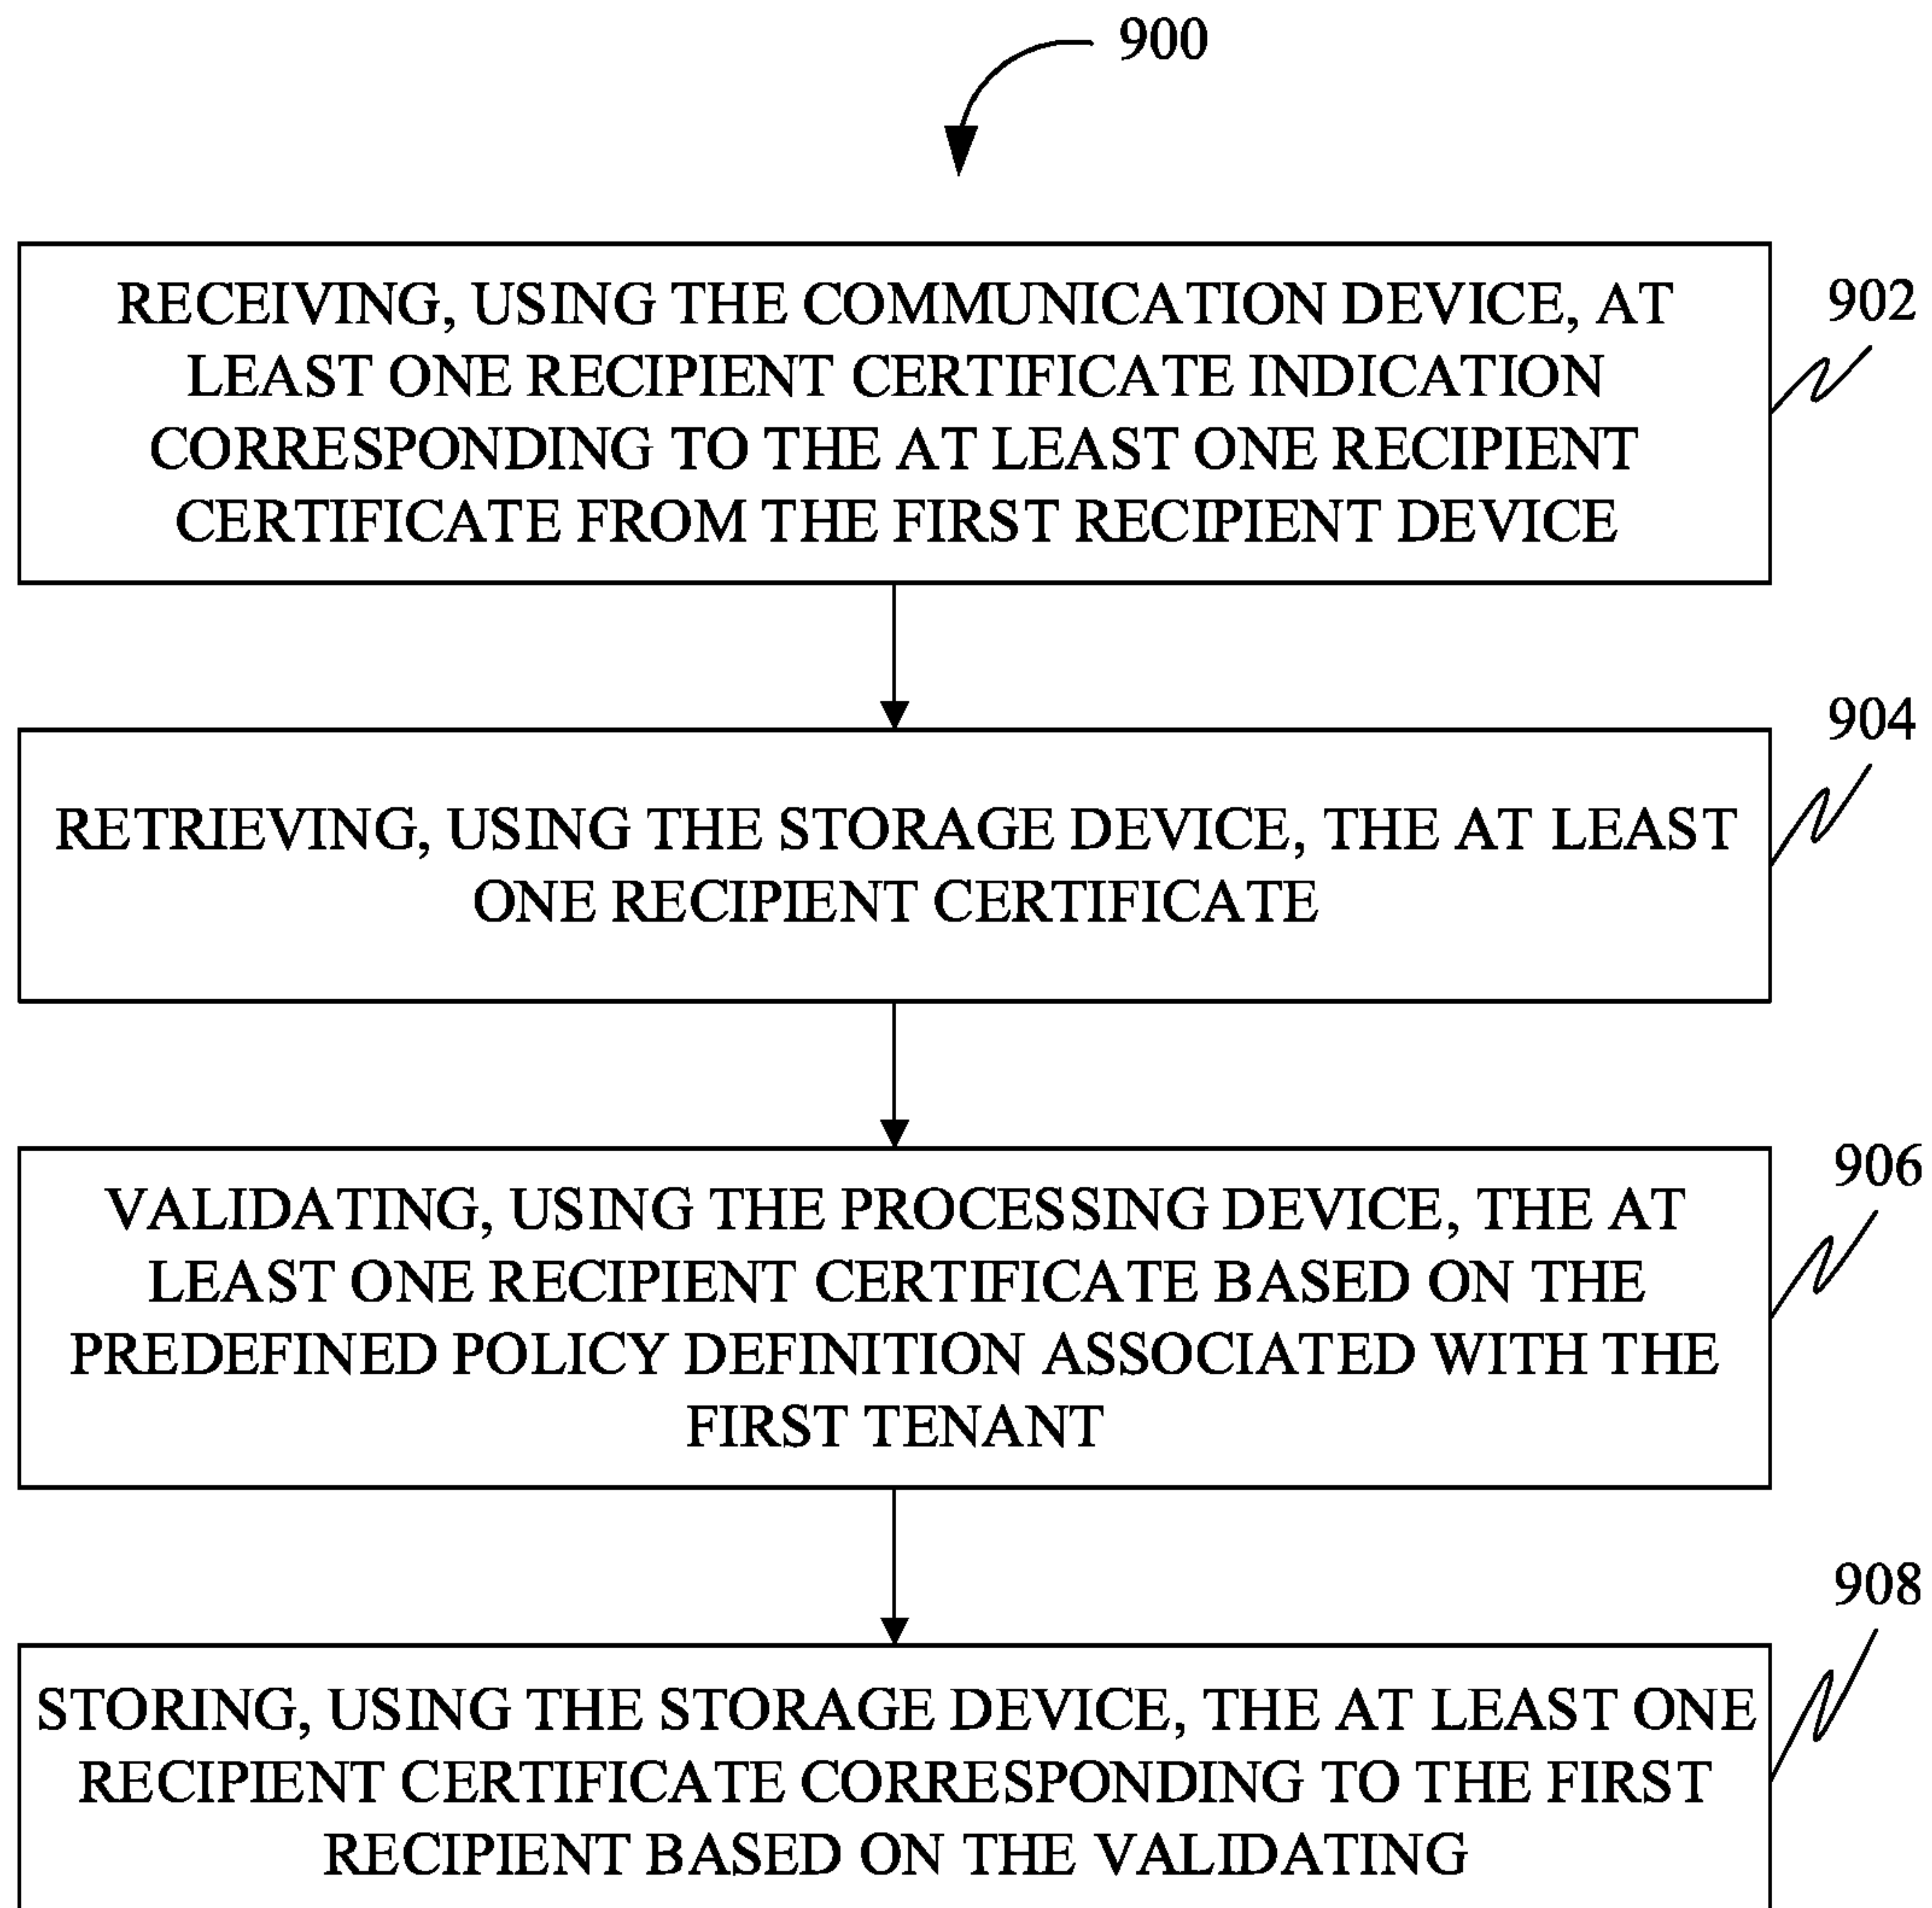 900
RECEIVING, USING THE COMMUNICATION DEVICE, AT
LEAST ONE RECIPIENT CERTIFICATE INDICATION
CORRESPONDING TO THE AT LEAST ONE RECIPIENT
CERTIFICATE FROM THE FIRST RECIPIENT DEVICE
902
RETRIEVING, USING THE STORAGE DEVICE, THE AT LEAST
ONE RECIPIENT CERTIFICATE
904
VALIDATING, USING THE PROCESSING DEVICE, THE AT
LEAST ONE RECIPIENT CERTIFICATE BASED ON THE
PREDEFINED POLICY DEFINITION ASSOCIATED WITH THE
FIRST TENANT
906
STORING, USING THE STORAGE DEVICE, THE AT LEAST ONE
RECIPIENT CERTIFICATE CORRESPONDING TO THE FIRST
RECIPIENT BASED ON THE VALIDATING
908